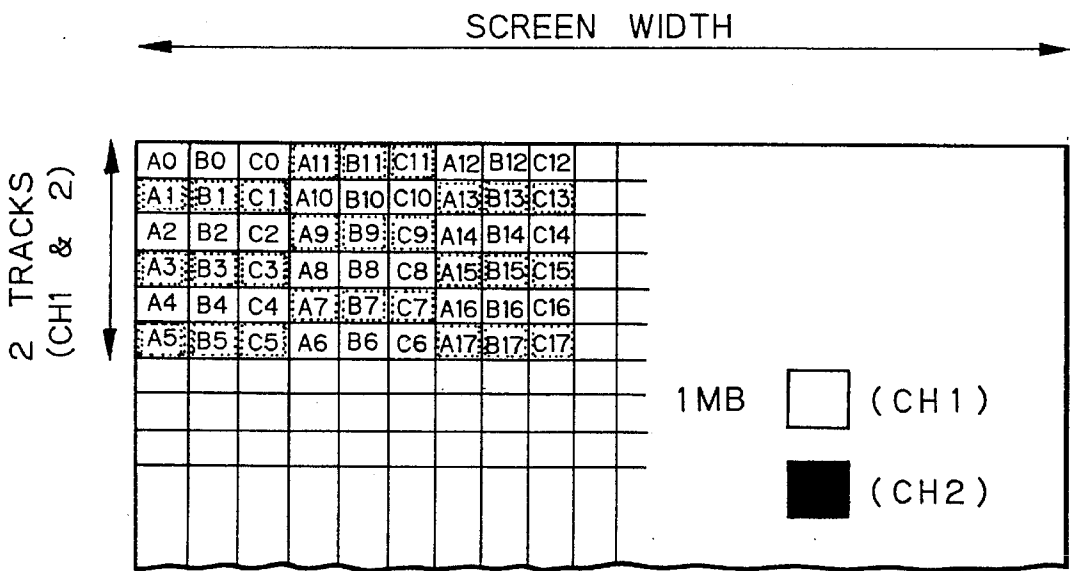 SCREEN WIDTH
2 TRACKS
(CH1 & 2)
A0 B0 C0 A11 B11 C11 A12 B12 C12
A1 B1 C1 A10 B10 C10 A13 B13 C13
A2 B2 C2 A9 B9 C9 A14 B14 C14
A3 B3 C3 A8 B8 C8 A15 B15 C15
A4 B4 C4 A7 B7 C7 A16 B16 C16
A5 B5 C5 A6 B6 C6 A17 B17 C17
1MB (CH1)
(CH2)